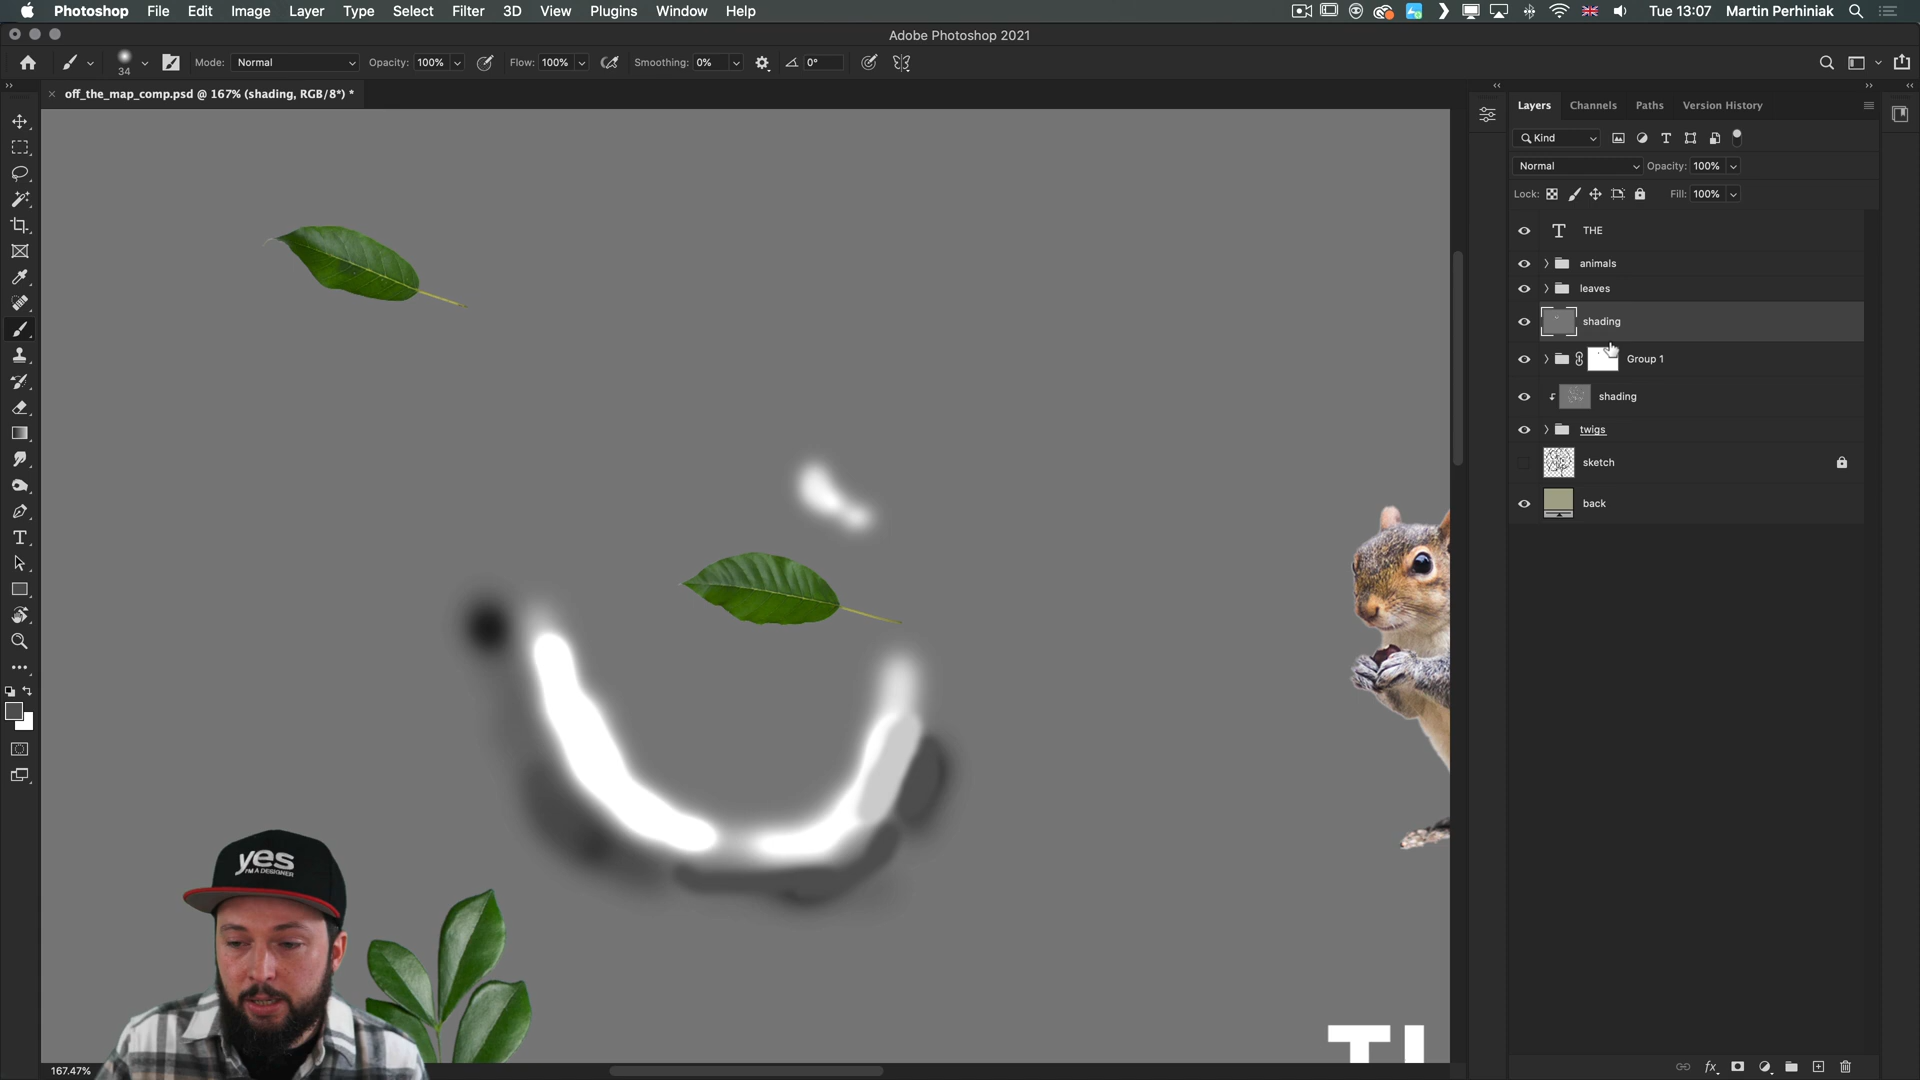 Photoshop File Edit Image Layer Type Select Filter 3D View Plugins Window Help Tue 13:07 Martin Perhiniak
Adobe Photoshop 2021
34 Mode: Normal Opacity: 100% Flow: 100% Smoothing: 0% 0°
off_the_map_comp.psd @ 167% (shading, RGB/8*) *
Layers Channels Paths Version History
Kind
Normal Opacity: 100%
Lock: Fill: 100%
THE
animals
leaves
shading
Group 1
shading
twigs
sketch
back
yes
I'M A DESIGNER
167.47%
fx